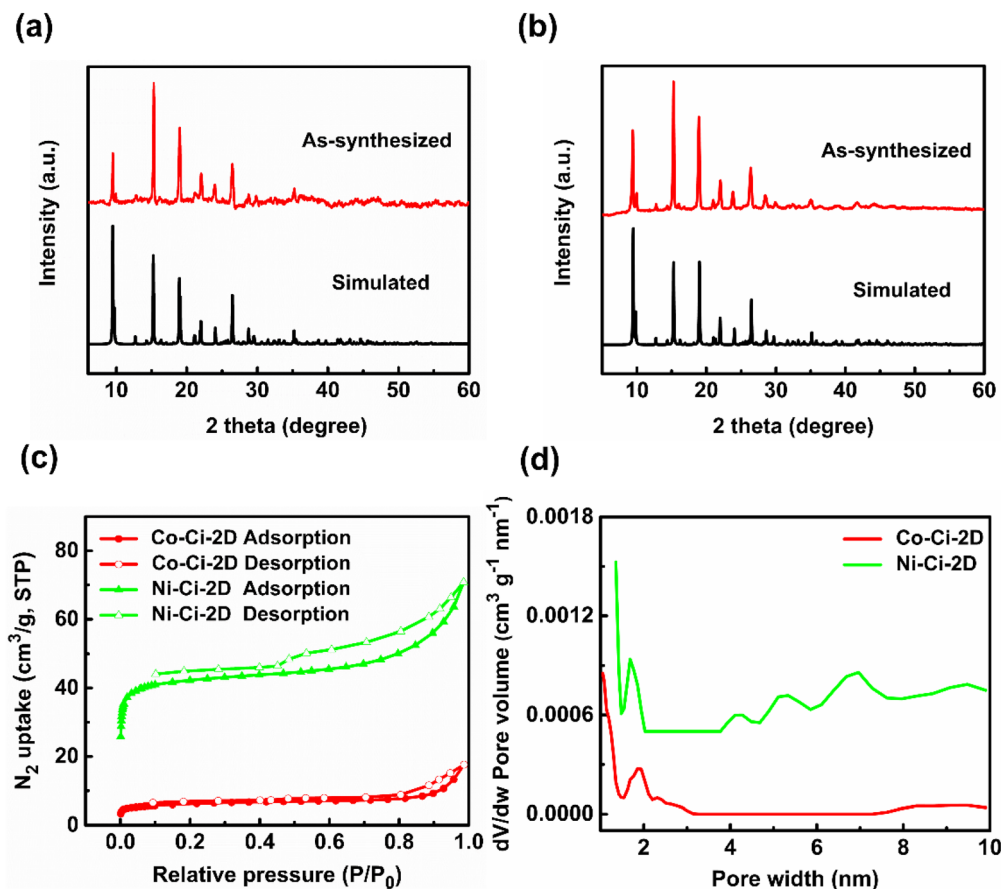 (a)
(b)
Intensity (a.u.)
As-synthesized
Simulated
10 20 30 40 50 60
2 theta (degree)
Intensity (a.u.)
As-synthesized
Simulated
10 20 30 40 50 60
2 theta (degree)
(c)
(d)
N2 uptake (cm3/g, STP)
80
60
40
20
0
Co-Ci-2D Adsorption
Co-Ci-2D Desorption
Ni-Ci-2D Adsorption
Ni-Ci-2D Desorption
0.0 0.2 0.4 0.6 0.8 1.0
Relative pressure (P/P0)
dV/dw Pore volume (cm3 g-1 nm-1)
0.0018
0.0012
0.0006
0.0000
Co-Ci-2D
Ni-Ci-2D
2 4 6 8 10
Pore width (nm)